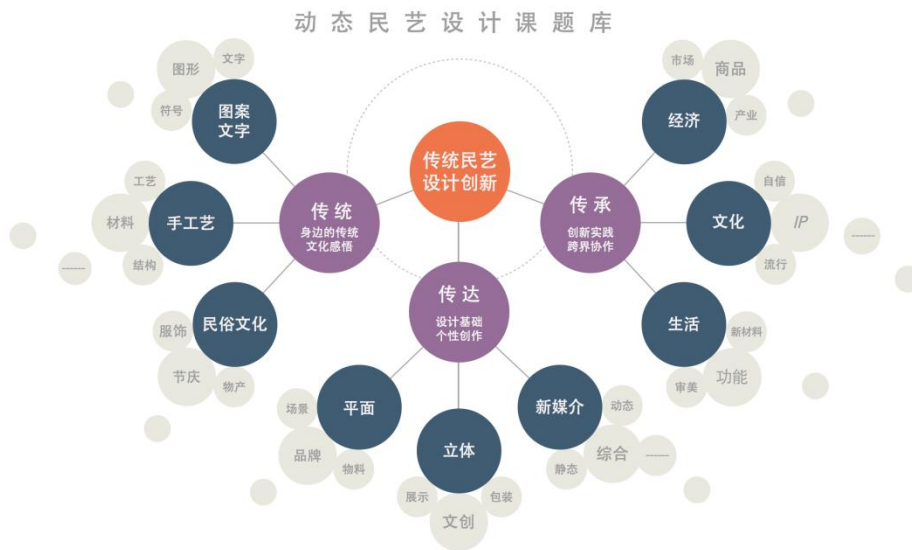 动态民艺设计课题库
图形
文字
符号
图案
文字
工艺
材料
结构
手工艺
服饰
节庆
物产
民俗文化
传统
身边的传统
文化感悟
传统民艺
设计创新
传达
设计基础
个性创作
场景
品牌
物料
平面
展示
文创
包装
立体
动态
综合
静态
新媒介
传承
创新实践
跨界协作
市场
商品
产业
经济
自信
IP
流行
文化
新材料
功能
审美
生活
------
------
------